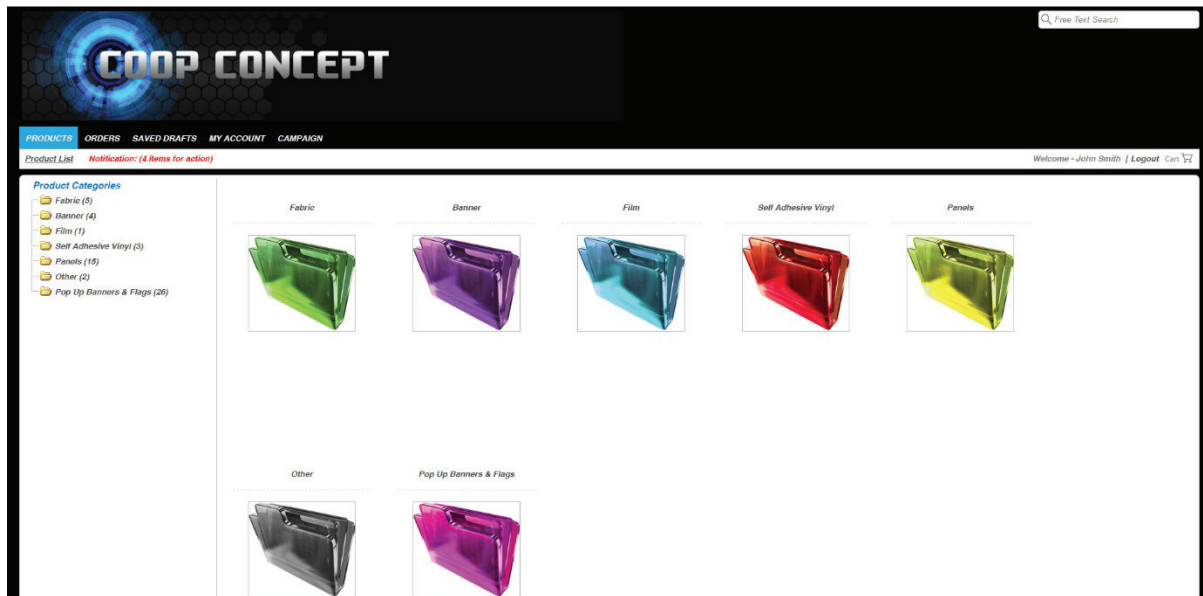 Free Text Search
COOP CONCEPT
PRODUCTS ORDERS SAVED DRAFTS MY ACCOUNT CAMPAIGN
Product List Notification: (4 items for action) Welcome - John Smith | Logout Cart
Product Categories
Fabric (5)
Banner (4)
Film (1)
Self Adhesive Vinyl (3)
Panels (15)
Other (2)
Pop Up Banners & Flags (26)
Fabric Banner Film Self Adhesive Vinyl Panels
Other Pop Up Banners & Flags